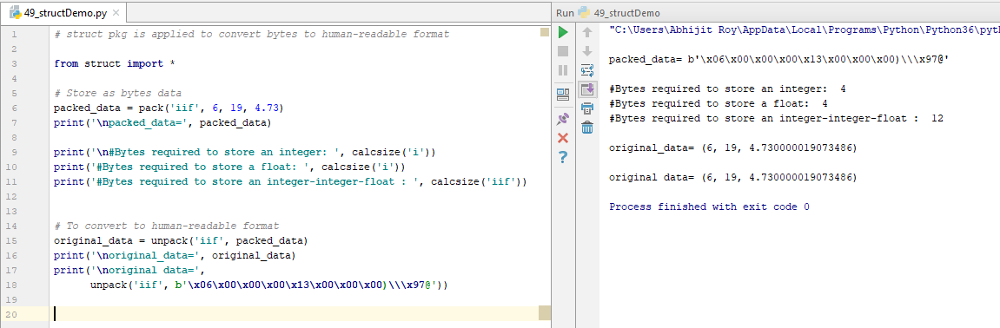 49_structDemo.py
1 # struct pkg is applied to convert bytes to human-readable format
2
3 from struct import *
4
5 # Store as bytes data
6 packed_data = pack('iif', 6, 19, 4.73)
7 print('\npacked_data=', packed_data)
8
9 print('\n#Bytes required to store an integer: ', calcsize('i'))
10 print('#Bytes required to store a float: ', calcsize('i'))
11 print('#Bytes required to store an integer-integer-float : ', calcsize('iif'))
12
13
14 # To convert to human-readable format
15 original_data = unpack('iif', packed_data)
16 print('\noriginal_data=', original_data)
17 print('\noriginal data=',
18 unpack('iif', b'\x06\x00\x00\x00\x13\x00\x00\x00)\\\x97@'))
19
20
Run 49_structDemo
"C:\Users\Abhijit Roy\AppData\Local\Programs\Python\Python36\pyth
packed_data= b'\x06\x00\x00\x00\x13\x00\x00\x00)\\\x97@'
#Bytes required to store an integer:  4
#Bytes required to store a float:  4
#Bytes required to store an integer-integer-float :  12
original_data= (6, 19, 4.730000019073486)
original data= (6, 19, 4.730000019073486)
Process finished with exit code 0